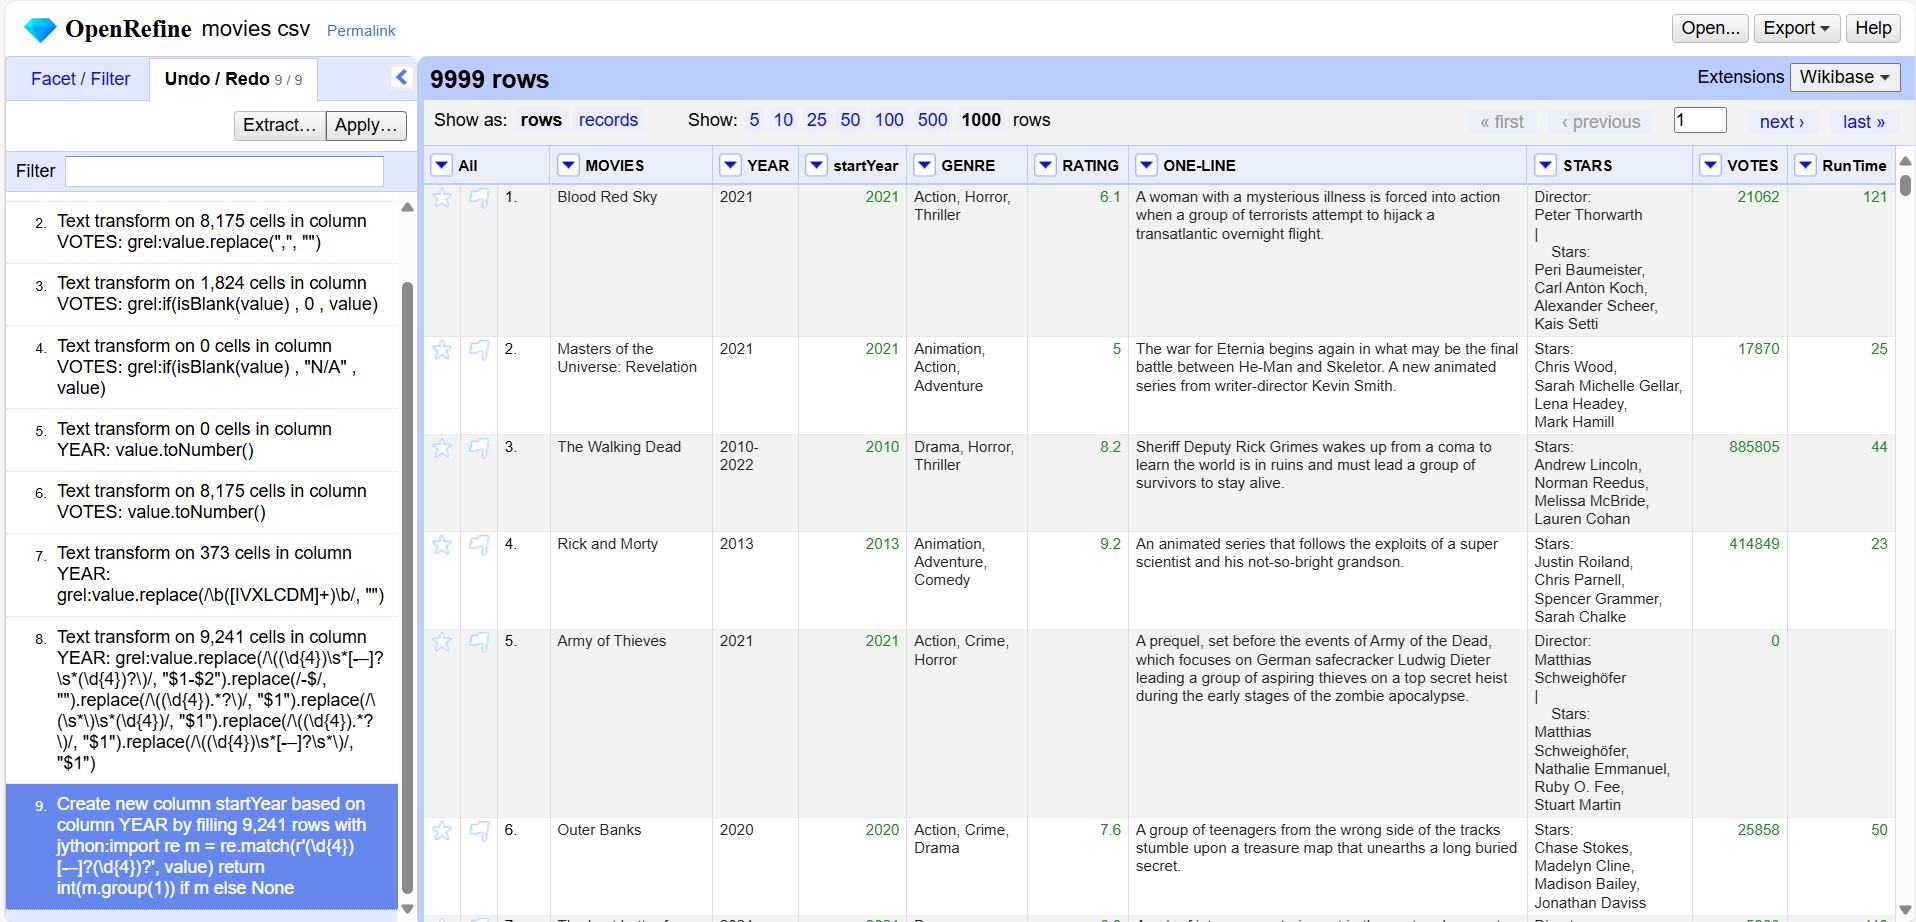 OpenRefine movies csv Permalink
Open... Export Help
Facet / Filter Undo / Redo 9 / 9
Extract... Apply...
Filter
2. Text transform on 8,175 cells in column
VOTES: grel:value.replace(",", "")
3. Text transform on 1,824 cells in column
VOTES: grel:if(isBlank(value) , 0 , value)
4. Text transform on 0 cells in column
VOTES: grel:if(isBlank(value) , "N/A" ,
value)
5. Text transform on 0 cells in column
YEAR: value.toNumber()
6. Text transform on 8,175 cells in column
VOTES: value.toNumber()
7. Text transform on 373 cells in column
YEAR:
grel:value.replace(/\b([IVXLCDM]+)\b/, "")
8. Text transform on 9,241 cells in column
YEAR: grel:value.replace(/\((\d{4})\s*[-–—]?
\s*(\d{4})?\)/, "$1-$2").replace(/-$/,
"").replace(/\((\d{4}).*?\)/, "$1").replace(/\
(\s*\)\s*(\d{4})/, "$1").replace(/\((\d{4}).*?
\)/, "$1").replace(/\((\d{4})\s*[-–—]?\s*\)/,
"$1")
9. Create new column startYear based on
column YEAR by filling 9,241 rows with
jython:import re m = re.match(r'(\d{4})
[-–—]?(\d{4})?', value) return
int(m.group(1)) if m else None
9999 rows
Extensions Wikibase
Show as: rows records Show: 5 10 25 50 100 500 1000 rows
« first ‹ previous 1 next › last »
All MOVIES YEAR startYear GENRE RATING ONE-LINE STARS VOTES RunTime
1. Blood Red Sky 2021 2021 Action, Horror, 6.1 A woman with a mysterious illness is forced into action Director: 21062 121
Thriller when a group of terrorists attempt to hijack a Peter Thorwarth
transatlantic overnight flight. |
Stars:
Peri Baumeister,
Carl Anton Koch,
Alexander Scheer,
Kais Setti
2. Masters of the 2021 2021 Animation, 5 The war for Eternia begins again in what may be the final Stars: 17870 25
Universe: Revelation Action, battle between He-Man and Skeletor. A new animated Chris Wood,
Adventure series from writer-director Kevin Smith. Sarah Michelle Gellar,
Lena Headey,
Mark Hamill
3. The Walking Dead 2010- 2010 Drama, Horror, 8.2 Sheriff Deputy Rick Grimes wakes up from a coma to Stars: 885805 44
2022 Thriller learn the world is in ruins and must lead a group of Andrew Lincoln,
survivors to stay alive. Norman Reedus,
Melissa McBride,
Lauren Cohan
4. Rick and Morty 2013 2013 Animation, 9.2 An animated series that follows the exploits of a super Stars: 414849 23
Adventure, scientist and his not-so-bright grandson. Justin Roiland,
Comedy Chris Parnell,
Spencer Grammer,
Sarah Chalke
5. Army of Thieves 2021 2021 Action, Crime, A prequel, set before the events of Army of the Dead, Director: 0
Horror which focuses on German safecracker Ludwig Dieter Matthias
leading a group of aspiring thieves on a top secret heist Schweighöfer
during the early stages of the zombie apocalypse. |
Stars:
Matthias
Schweighöfer,
Nathalie Emmanuel,
Ruby O. Fee,
Stuart Martin
6. Outer Banks 2020 2020 Action, Crime, 7.6 A group of teenagers from the wrong side of the tracks Stars: 25858 50
Drama stumble upon a treasure map that unearths a long buried Chase Stokes,
secret. Madelyn Cline,
Madison Bailey,
Jonathan Daviss